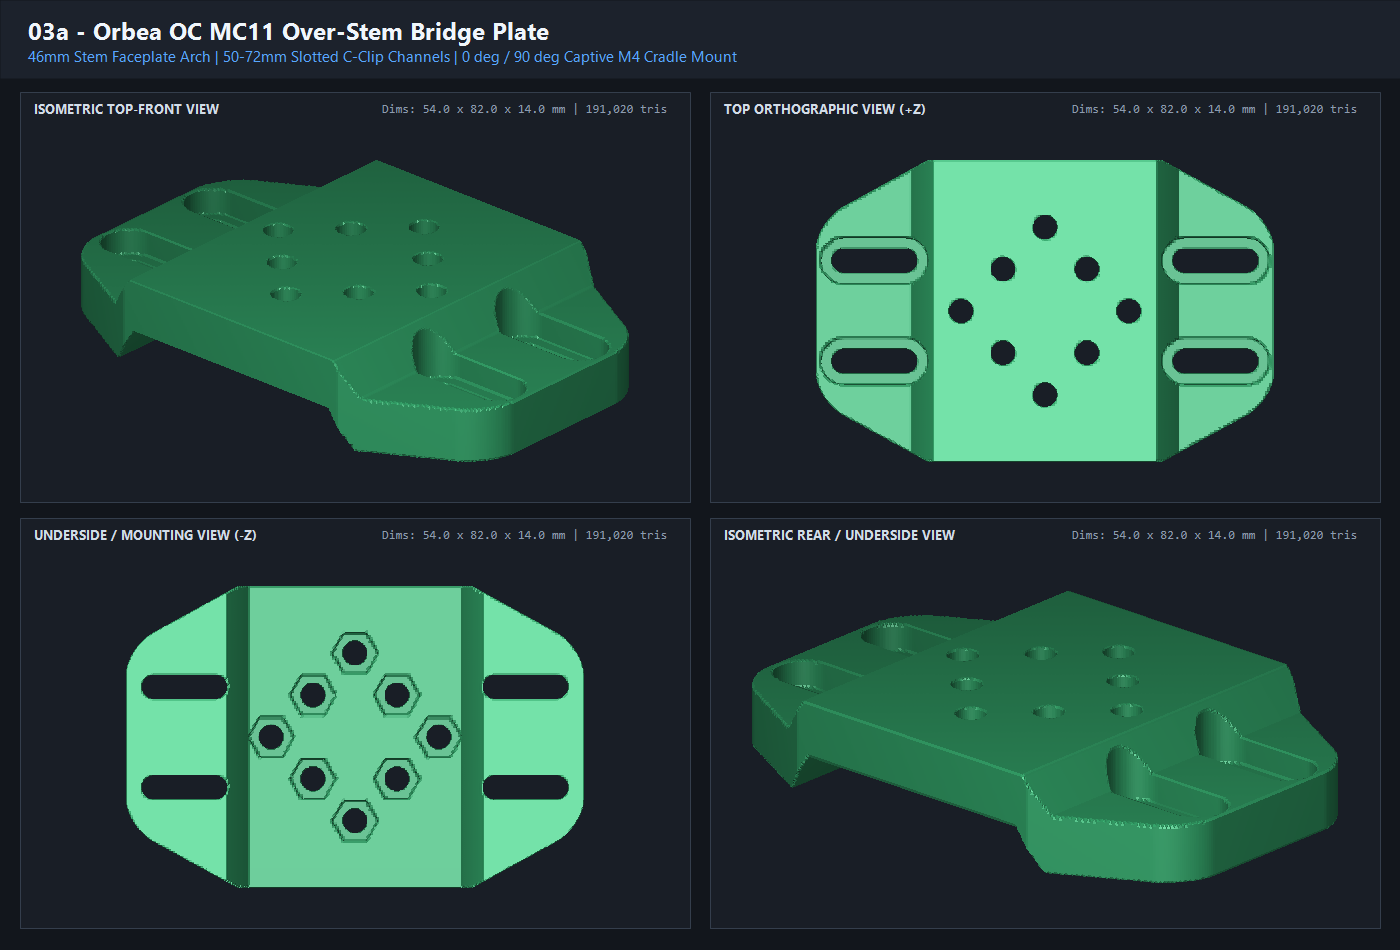 03a - Orbea OC MC11 Over-Stem Bridge Plate
46mm Stem Faceplate Arch | 50-72mm Slotted C-Clip Channels | 0 deg / 90 deg Captive M4 Cradle Mount
ISOMETRIC TOP-FRONT VIEW
Dims: 54.0 x 82.0 x 14.0 mm | 191,020 tris
TOP ORTHOGRAPHIC VIEW (+Z)
Dims: 54.0 x 82.0 x 14.0 mm | 191,020 tris
UNDERSIDE / MOUNTING VIEW (-Z)
Dims: 54.0 x 82.0 x 14.0 mm | 191,020 tris
ISOMETRIC REAR / UNDERSIDE VIEW
Dims: 54.0 x 82.0 x 14.0 mm | 191,020 tris